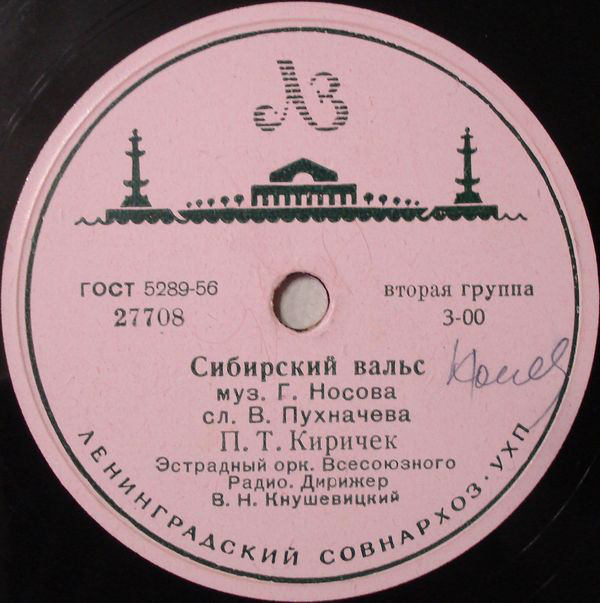 ЛЗ
ГОСТ 5289-56
вторая группа
27708
3-00
Сибирский вальс
муз. Г. Носова
сл. В. Пухначева
П. Т. Киричек
Эстрадный орк. Всесоюзного
Радио. Дирижер
В. Н. Кнушевицкий
ЛЕНИНГРАДСКИЙ СОВНАРХОЗ · УХП